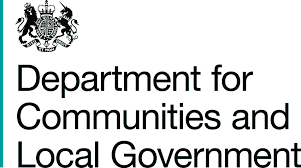 Department for
Communities and
Local Government